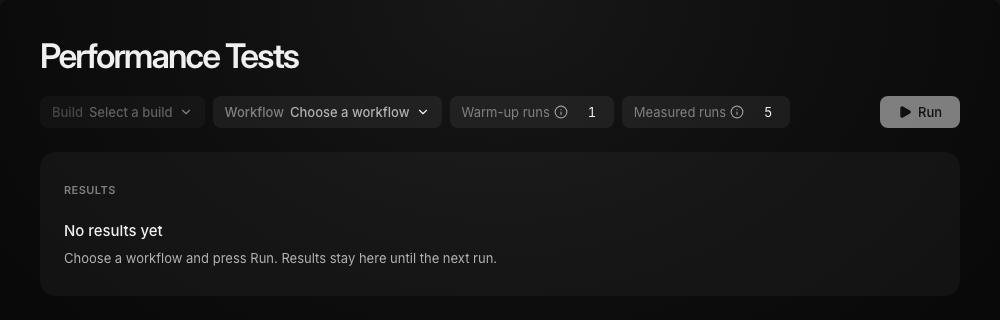 Performance Tests
Build Select a build Workflow Choose a workflow Warm-up runs 1 Measured runs 5 Run
RESULTS
No results yet
Choose a workflow and press Run. Results stay here until the next run.